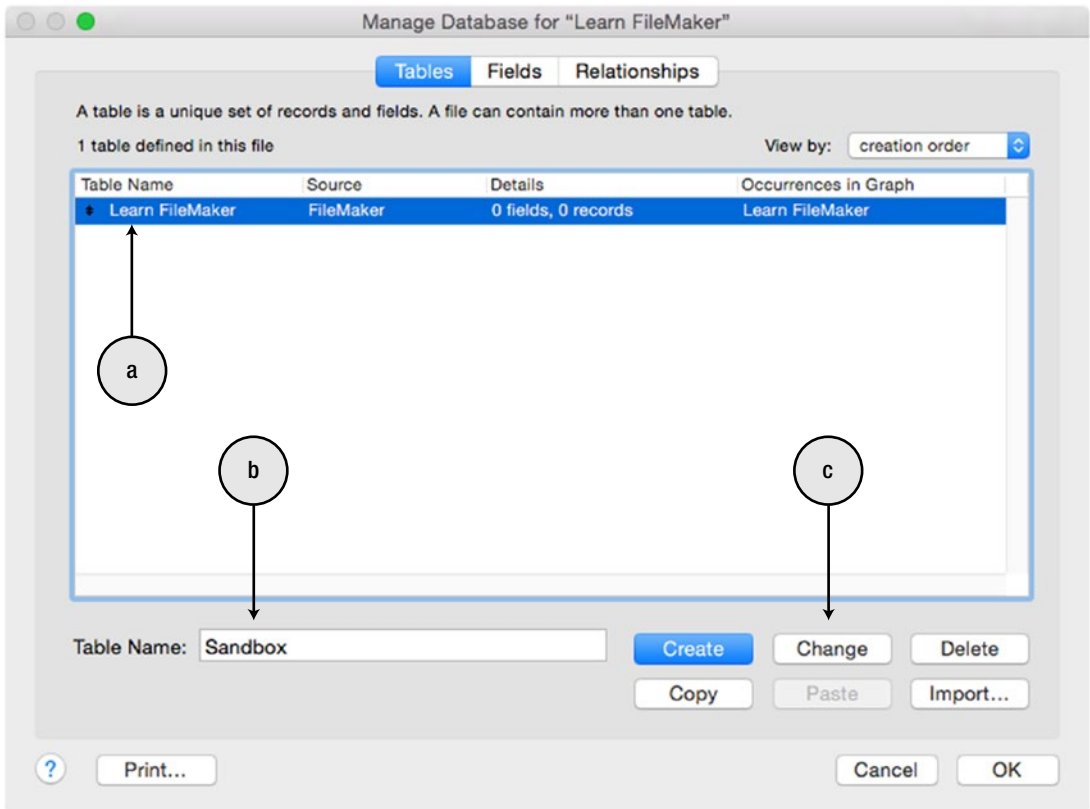 Manage Database for "Learn FileMaker"
Tables Fields Relationships
A table is a unique set of records and fields. A file can contain more than one table.
1 table defined in this file
View by: creation order
Table Name Source Details Occurrences in Graph
Learn FileMaker FileMaker 0 fields, 0 records Learn FileMaker
a
b c
Table Name: Sandbox Create Change Delete
Copy Paste Import...
? Print... Cancel OK